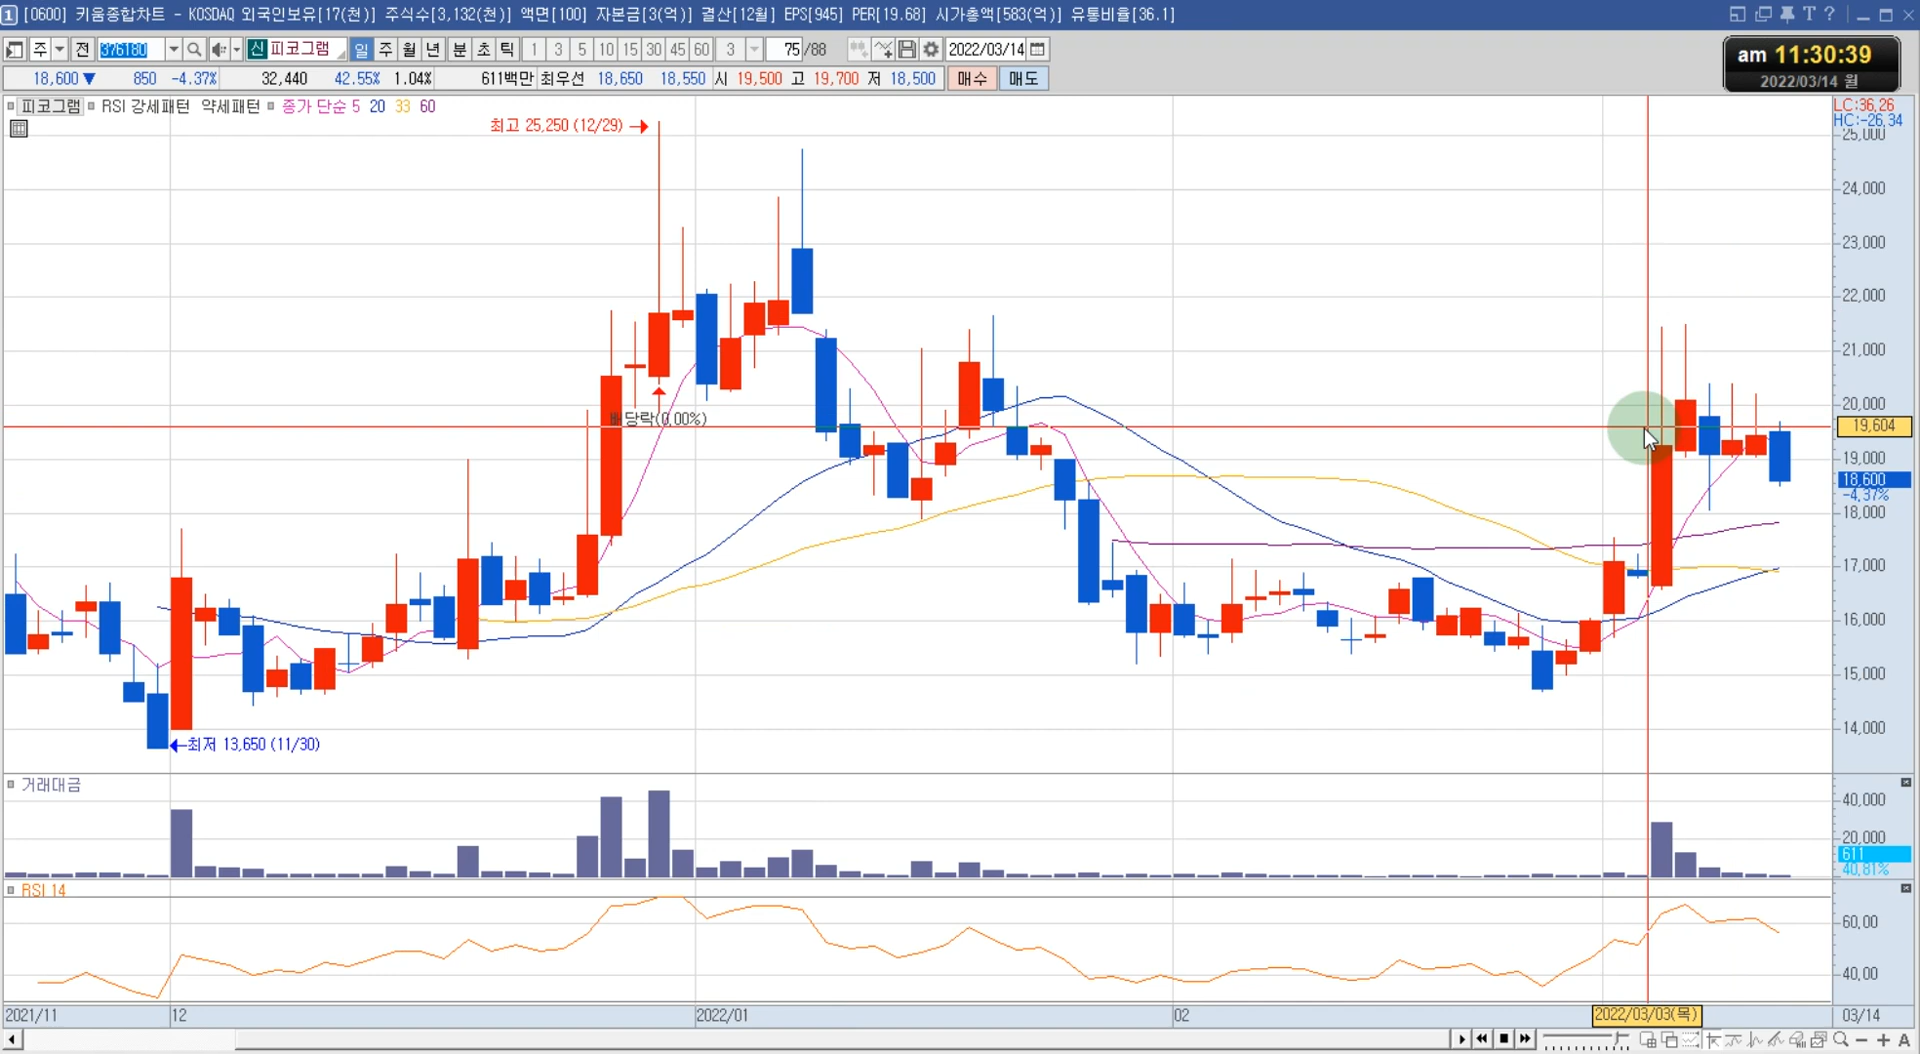 1 [0600] 키움종합차트 - KOSDAQ 외국인보유[17(천)] 주식수[3,132(천)] 액면[100] 자본금[3(억)] 결산[12월] EPS[945] PER[19.68] 시가총액[583(억)] 유통비율[36.1] T ?
주 전 376180 신 피코그램 일 주 월 년 분 초 틱 1 3 5 10 15 30 45 60 3 75 /88 2022/03/14
am 11:30:39
2022/03/14 월
18,600 ▼ 850 -4.37% 32,440 42.55% 1.04% 611백만 최우선 18,650 18,550 시 19,500 고 19,700 저 18,500 매수 매도
피코그램 RSI 강세패턴 약세패턴 종가 단순 5 20 33 60
LC:36.26
HC:-26.34
최고 25,250 (12/29)
25,000
24,000
23,000
22,000
21,000
20,000
배당락(0.00%)
19,604
19,000
18,600
-4.37%
18,000
17,000
16,000
15,000
14,000
최저 13,650 (11/30)
거래대금
40,000
20,000
611
40.81%
RSI 14
60,00
40,00
2021/11 12 2022/01 02 2022/03/03(목) 03/14
A